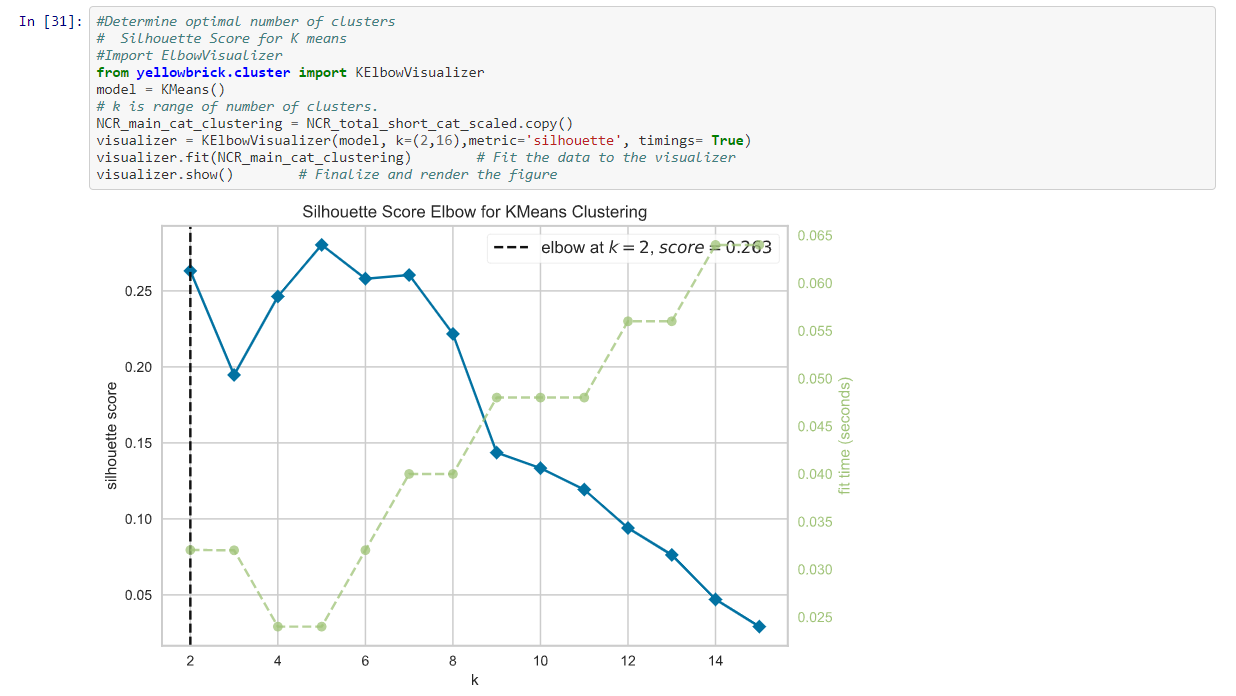 In [31]:
#Determine optimal number of clusters
#  Silhouette Score for K means
#Import ElbowVisualizer
from yellowbrick.cluster import KElbowVisualizer
model = KMeans()
# k is range of number of clusters.
NCR_main_cat_clustering = NCR_total_short_cat_scaled.copy()
visualizer = KElbowVisualizer(model, k=(2,16),metric='silhouette', timings= True)
visualizer.fit(NCR_main_cat_clustering)        # Fit the data to the visualizer
visualizer.show()        # Finalize and render the figure
Silhouette Score Elbow for KMeans Clustering
elbow at k = 2, score = 0.263
silhouette score
0.25
0.20
0.15
0.10
0.05
2 4 6 8 10 12 14
k
0.065
0.060
0.055
0.050
0.045
0.040
0.035
0.030
0.025
fit time (seconds)